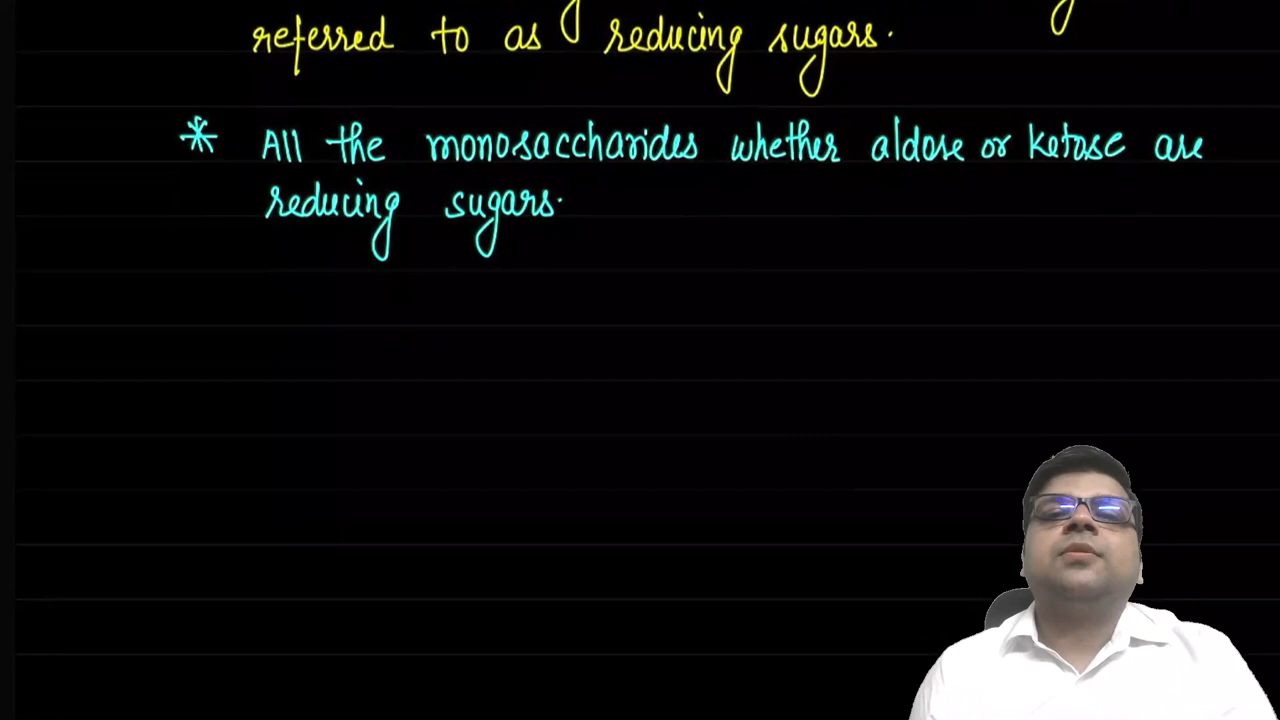 referred to as reducing sugars.
* All the monosaccharides whether aldose or ketose are
reducing sugars.